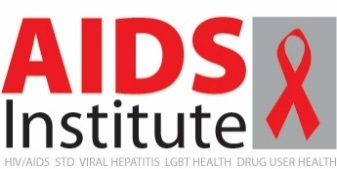 AIDS
Institute
HIV/AIDS STD VIRAL HEPATITIS LGBT HEALTH DRUG USER HEALTH